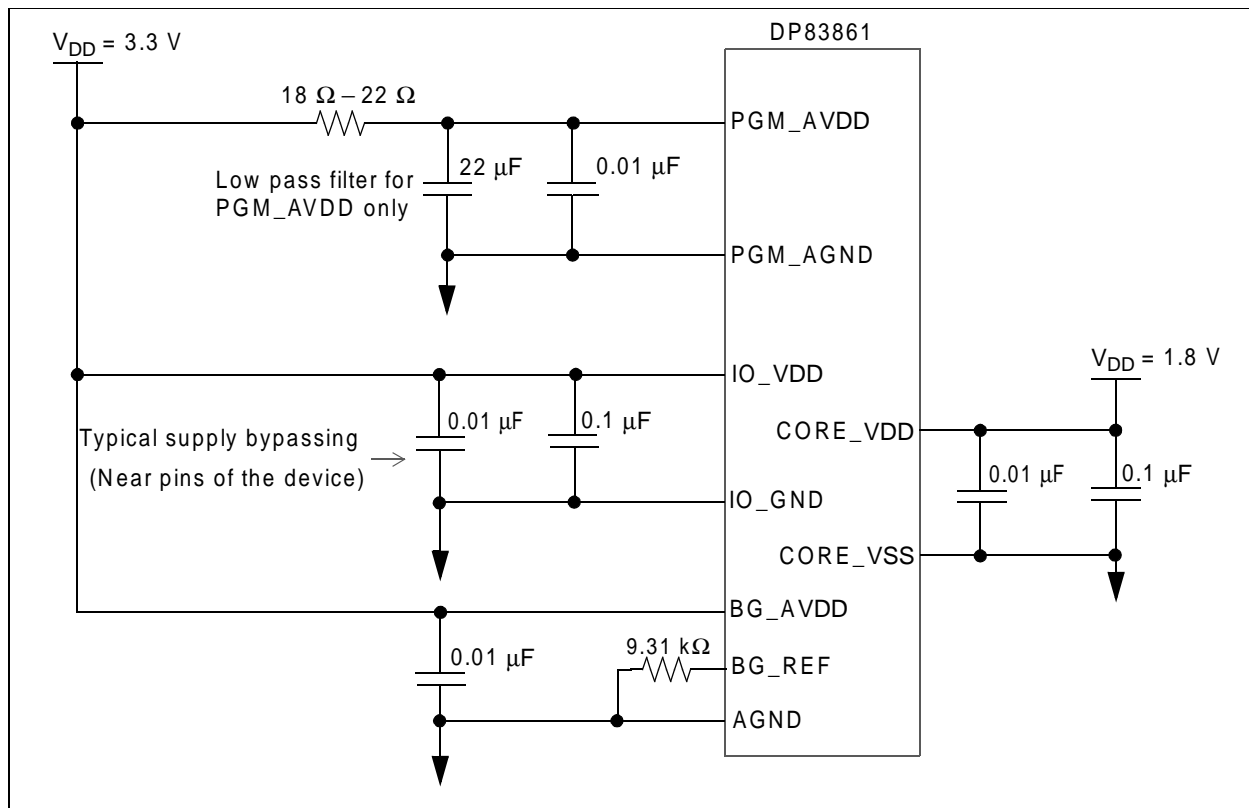 DP83861
V_DD = 3.3 V
18 Ω – 22 Ω
PGM_AVDD
22 μF
0.01 μF
Low pass filter for
PGM_AVDD only
PGM_AGND
V_DD = 1.8 V
IO_VDD
0.01 μF
0.1 μF
CORE_VDD
Typical supply bypassing
(Near pins of the device)
0.01 μF
0.1 μF
IO_GND
CORE_VSS
BG_AVDD
9.31 kΩ
0.01 μF
BG_REF
AGND